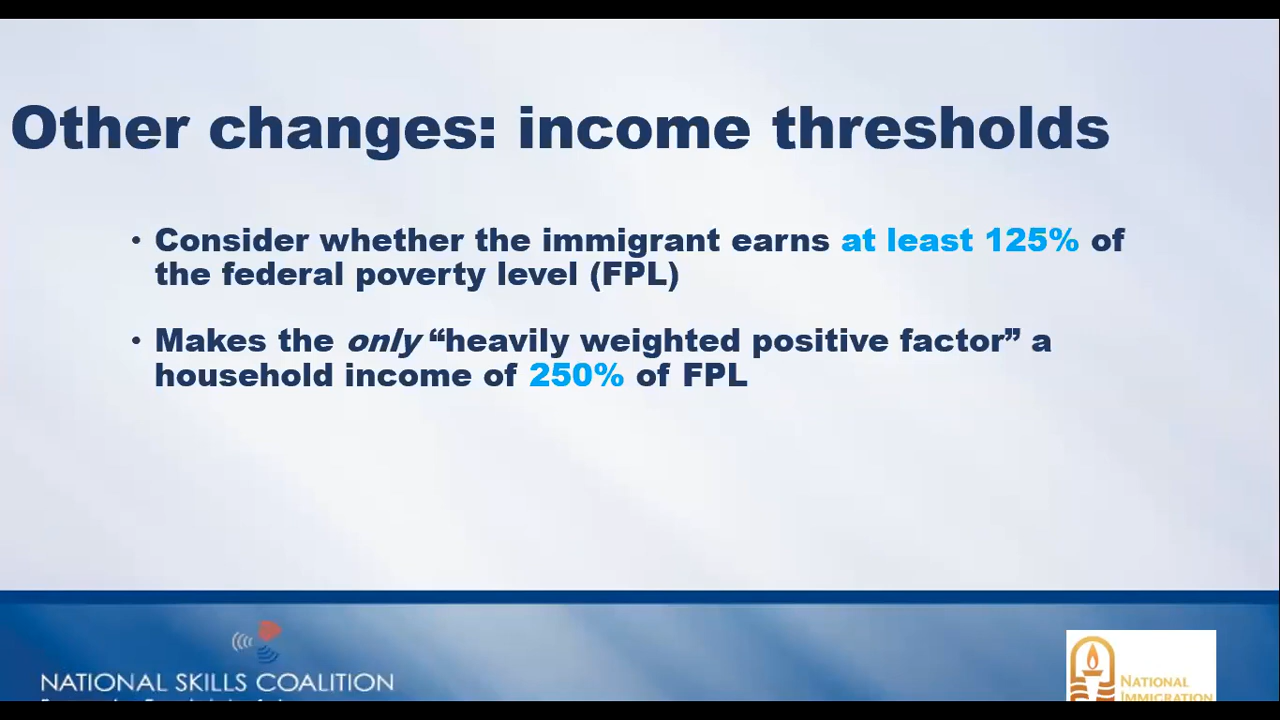 Other changes: income thresholds
• Consider whether the immigrant earns at least 125% of
the federal poverty level (FPL)
• Makes the only “heavily weighted positive factor” a
household income of 250% of FPL
NATIONAL SKILLS COALITION
NATIONAL
IMMIGRATION